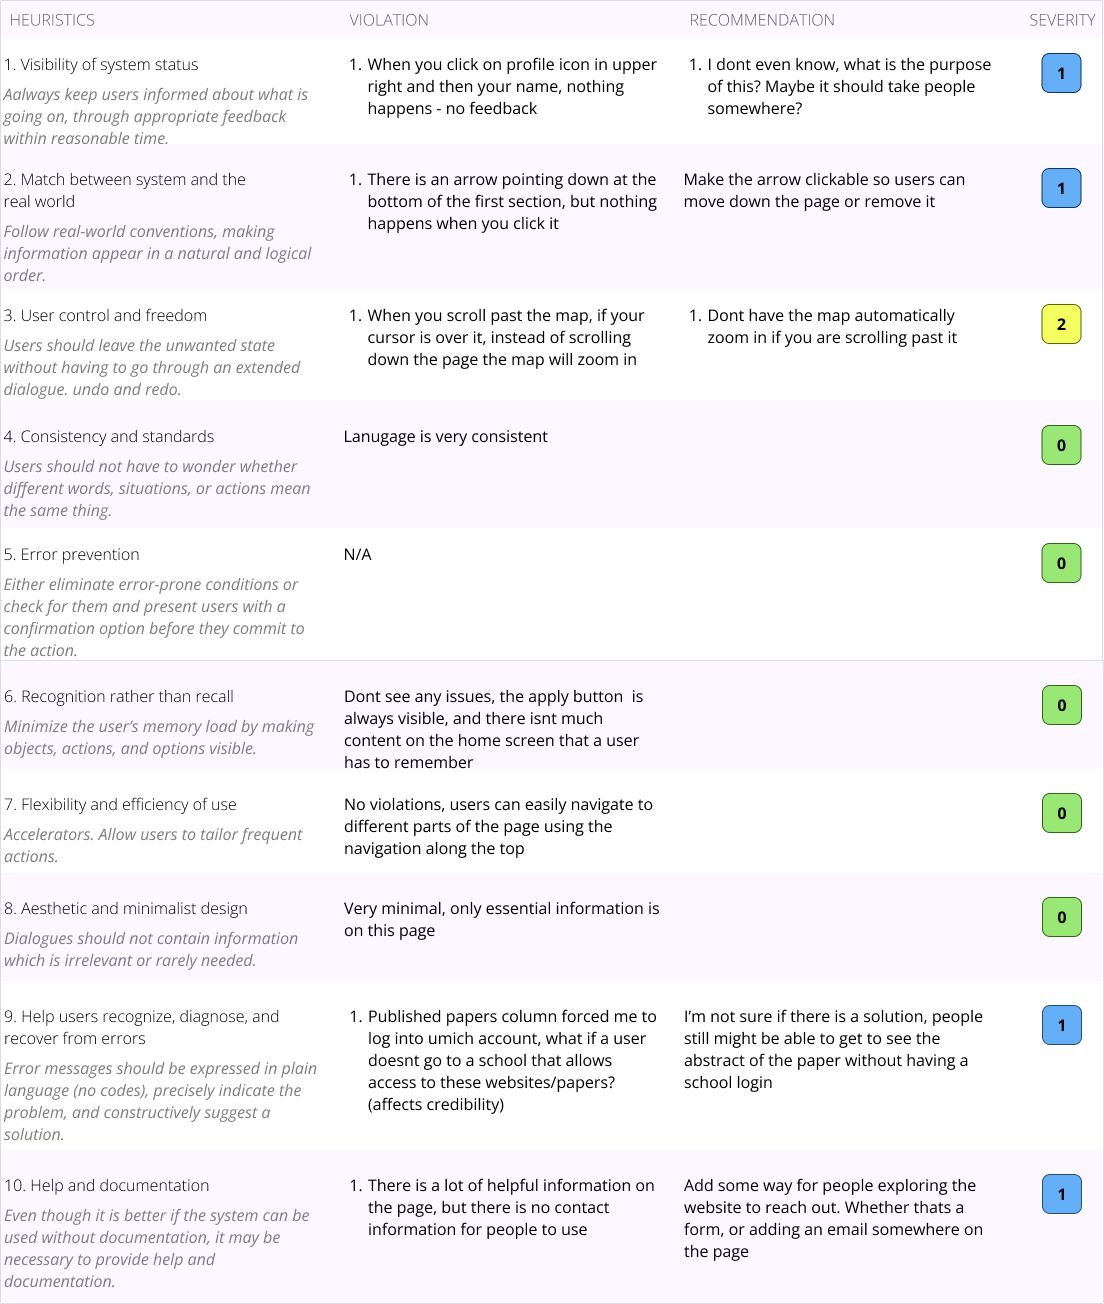 HEURISTICS VIOLATION RECOMMENDATION SEVERITY
1. Visibility of system status
Aalways keep users informed about what is
going on, through appropriate feedback
within reasonable time.
1. When you click on profile icon in upper
right and then your name, nothing
happens - no feedback
1. I dont even know, what is the purpose
of this? Maybe it should take people
somewhere?
1
2. Match between system and the
real world
Follow real-world conventions, making
information appear in a natural and logical
order.
1. There is an arrow pointing down at the
bottom of the first section, but nothing
happens when you click it
Make the arrow clickable so users can
move down the page or remove it
1
3. User control and freedom
Users should leave the unwanted state
without having to go through an extended
dialogue. undo and redo.
1. When you scroll past the map, if your
cursor is over it, instead of scrolling
down the page the map will zoom in
1. Dont have the map automatically
zoom in if you are scrolling past it
2
4. Consistency and standards
Users should not have to wonder whether
different words, situations, or actions mean
the same thing.
Lanugage is very consistent
0
5. Error prevention
Either eliminate error-prone conditions or
check for them and present users with a
confirmation option before they commit to
the action.
N/A
0
6. Recognition rather than recall
Minimize the user’s memory load by making
objects, actions, and options visible.
Dont see any issues, the apply button  is
always visible, and there isnt much
content on the home screen that a user
has to remember
0
7. Flexibility and efficiency of use
Accelerators. Allow users to tailor frequent
actions.
No violations, users can easily navigate to
different parts of the page using the
navigation along the top
0
8. Aesthetic and minimalist design
Dialogues should not contain information
which is irrelevant or rarely needed.
Very minimal, only essential information is
on this page
0
9. Help users recognize, diagnose, and
recover from errors
Error messages should be expressed in plain
language (no codes), precisely indicate the
problem, and constructively suggest a
solution.
1. Published papers column forced me to
log into umich account, what if a user
doesnt go to a school that allows
access to these websites/papers?
(affects credibility)
I’m not sure if there is a solution, people
still might be able to get to see the
abstract of the paper without having a
school login
1
10. Help and documentation
Even though it is better if the system can be
used without documentation, it may be
necessary to provide help and
documentation.
1. There is a lot of helpful information on
the page, but there is no contact
information for people to use
Add some way for people exploring the
website to reach out. Whether thats a
form, or adding an email somewhere on
the page
1